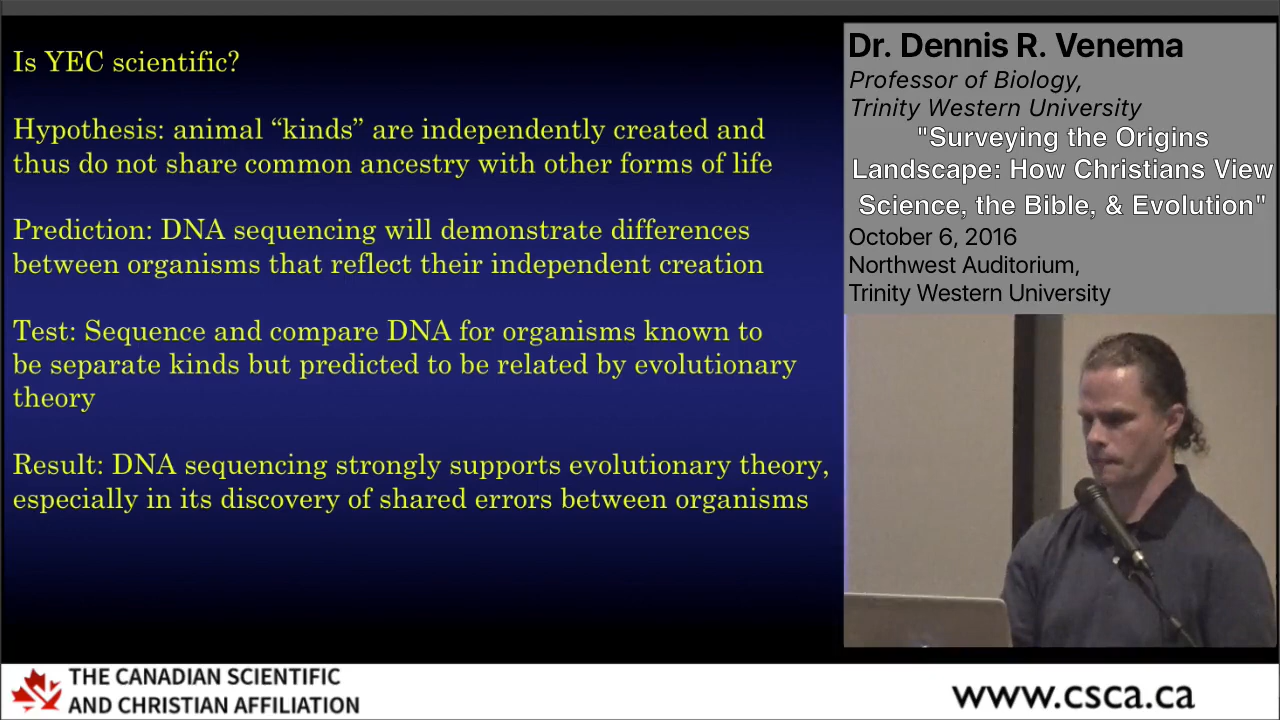 Is YEC scientific?
Hypothesis: animal “kinds” are independently created and
thus do not share common ancestry with other forms of life
Prediction: DNA sequencing will demonstrate differences
between organisms that reflect their independent creation
Test: Sequence and compare DNA for organisms known to
be separate kinds but predicted to be related by evolutionary
theory
Result: DNA sequencing strongly supports evolutionary theory,
especially in its discovery of shared errors between organisms
Dr. Dennis R. Venema
Professor of Biology,
Trinity Western University
"Surveying the Origins
Landscape: How Christians View
Science, the Bible, & Evolution"
October 6, 2016
Northwest Auditorium,
Trinity Western University
THE CANADIAN SCIENTIFIC
AND CHRISTIAN AFFILIATION
www.csca.ca